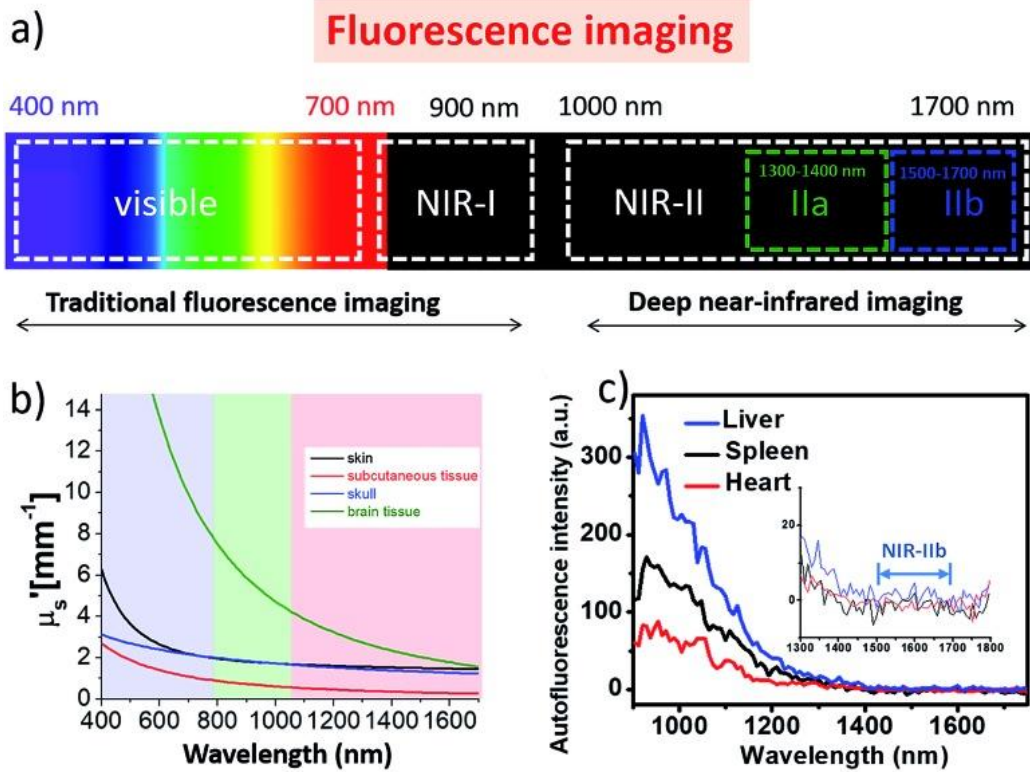 a)
Fluorescence imaging
400 nm 700 nm 900 nm 1000 nm 1700 nm
visible NIR-I NIR-II
1300-1400 nm
IIa
1500-1700 nm
IIb
Traditional fluorescence imaging
Deep near-infrared imaging
b)
μs'[mm-1]
14
12
10
8
6
4
2
0
skin
subcutaneous tissue
skull
brain tissue
400 600 800 1000 1200 1400 1600
Wavelength (nm)
c)
Autofluorescence intensity (a.u.)
300
200
100
0
Liver
Spleen
Heart
20
0
NIR-IIb
1300 1400 1500 1600 1700 1800
1000 1200 1400 1600
Wavelength (nm)